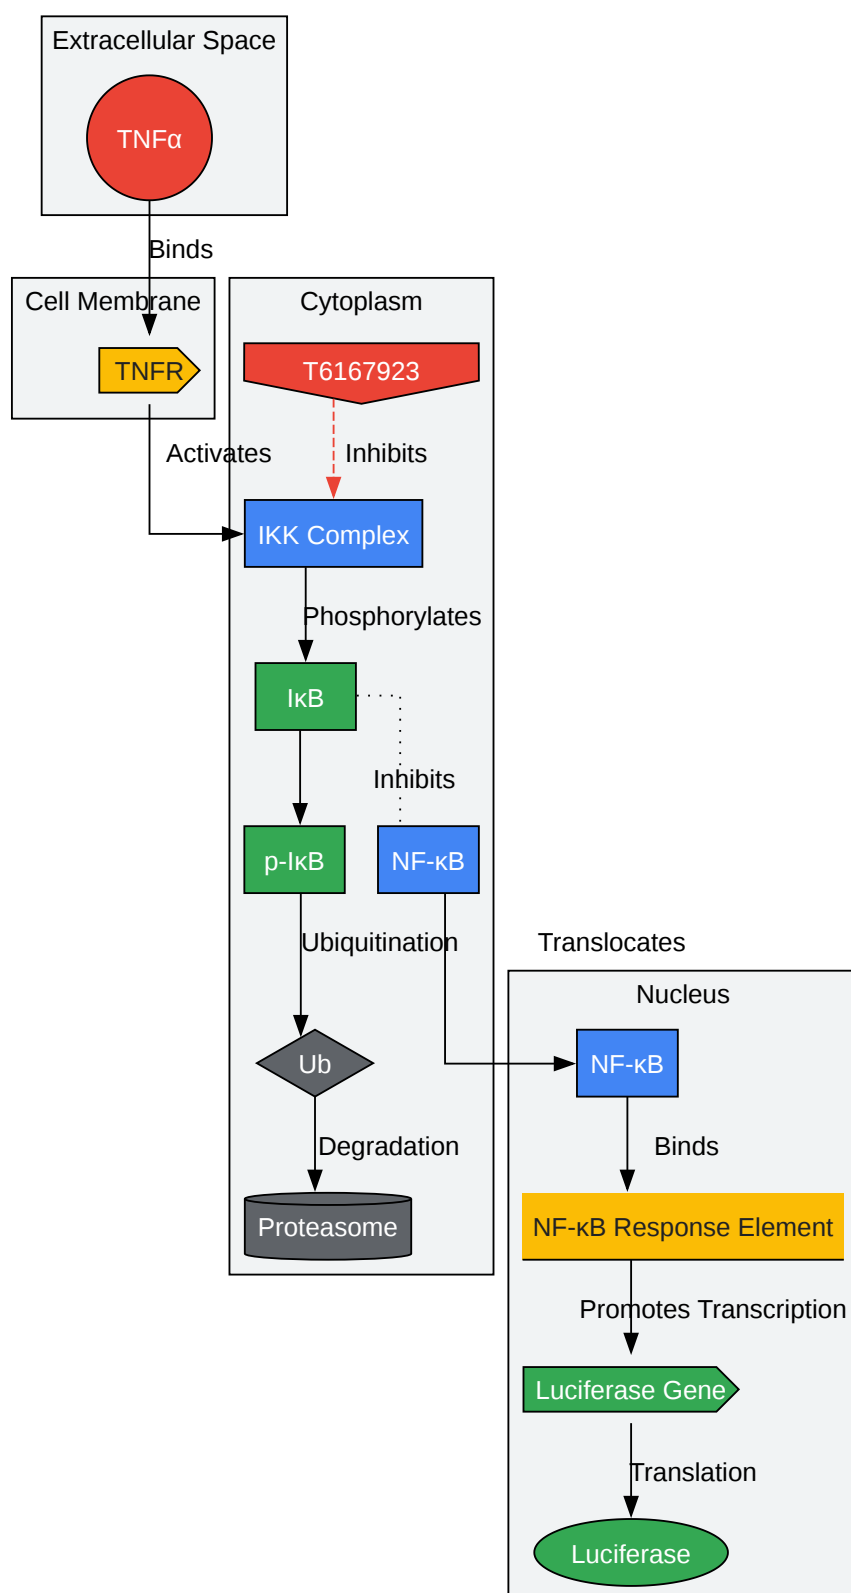 Extracellular Space
TNFα
Binds
Cell Membrane
TNFR
Cytoplasm
T6167923
Activates
Inhibits
IKK Complex
Phosphorylates
IκB
Inhibits
p-IκB
NF-κB
Ubiquitination
Translocates
Nucleus
Ub
NF-κB
Degradation
Binds
Proteasome
NF-κB Response Element
Promotes Transcription
Luciferase Gene
Translation
Luciferase